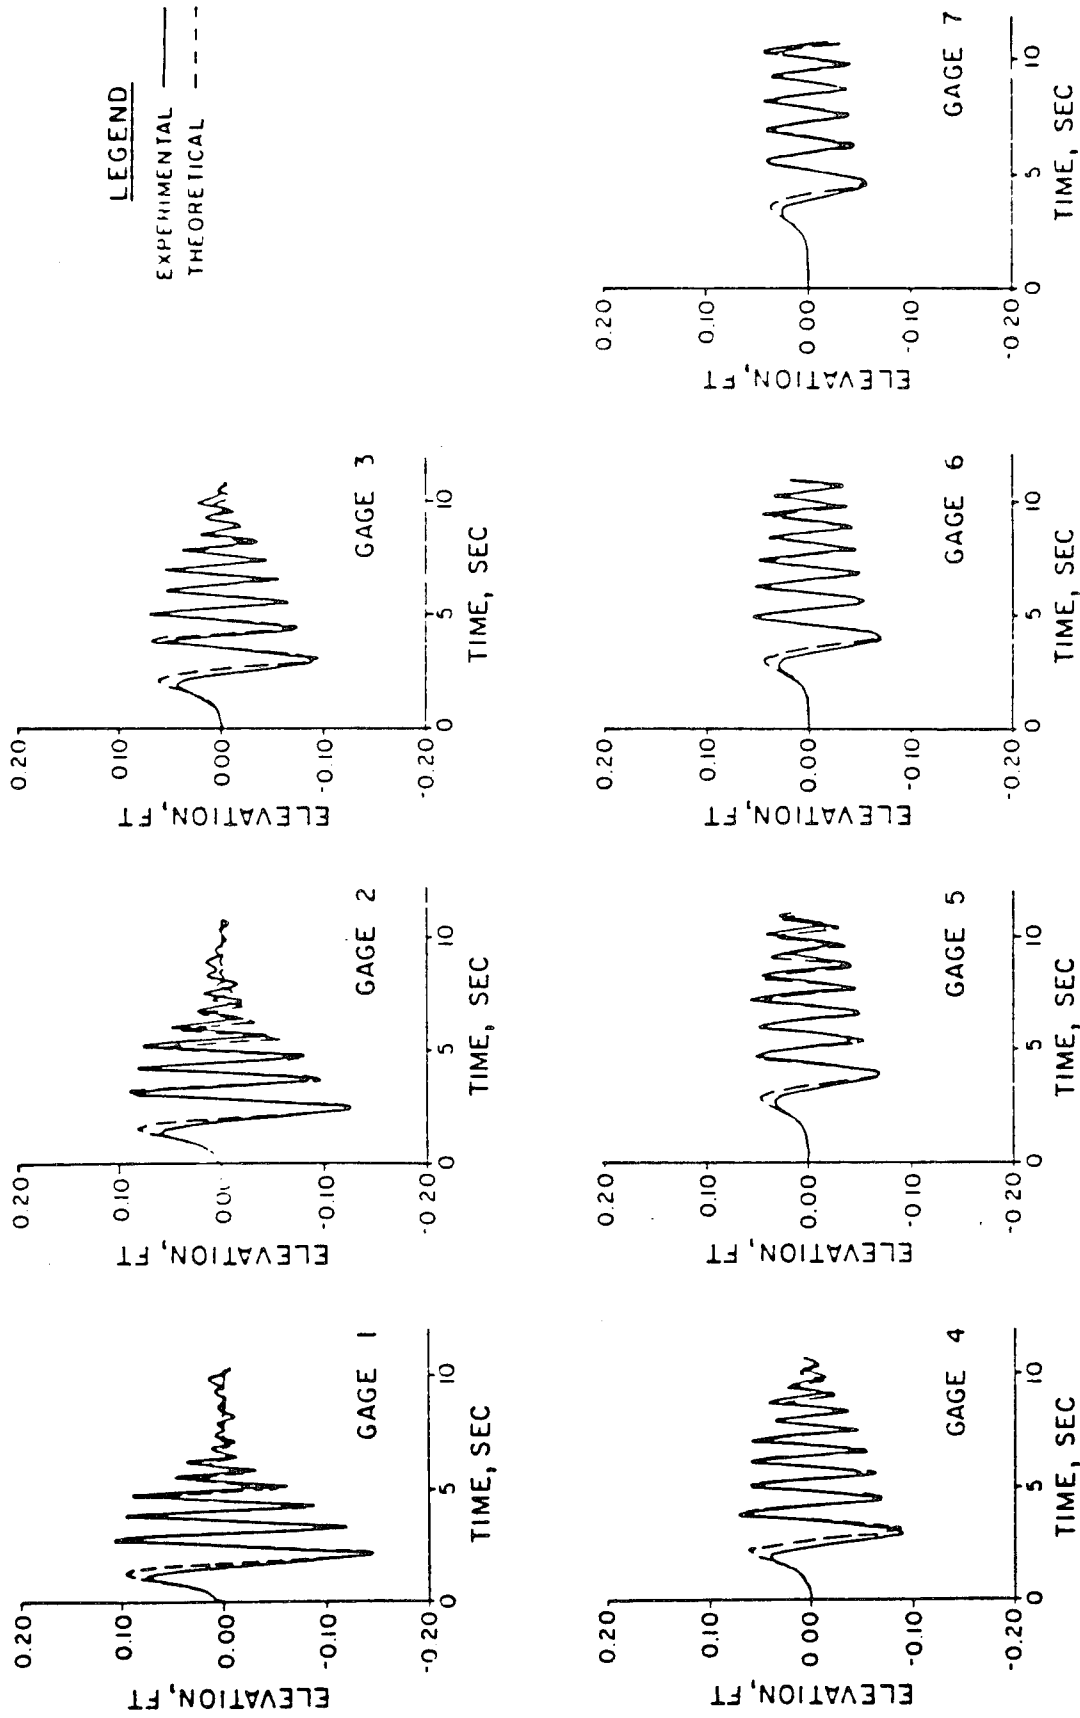 LEGEND
EXPERIMENTAL
THEORETICAL
0.20
0.10
0.00
-0.10
-0.20
ELEVATION, FT
0
5
10
TIME, SEC
GAGE 1
0.20
0.10
0.0
-0.10
-0.20
ELEVATION, FT
0
5
10
TIME, SEC
GAGE 2
0.20
0.10
0.00
-0.10
-0.20
ELEVATION, FT
0
5
10
TIME, SEC
GAGE 3
0.20
0.10
0.00
-0.10
-0.20
ELEVATION, FT
0
5
10
TIME, SEC
GAGE 4
0.20
0.10
0.00
-0.10
-0.20
ELEVATION, FT
0
5
10
TIME, SEC
GAGE 5
0.20
0.10
0 00
-0 10
-0 20
ELEVATION, FT
0
5
10
TIME, SEC
GAGE 6
0.20
0.10
0 00
-0 10
-0 20
ELEVATION, FT
0
5
10
TIME, SEC
GAGE 7